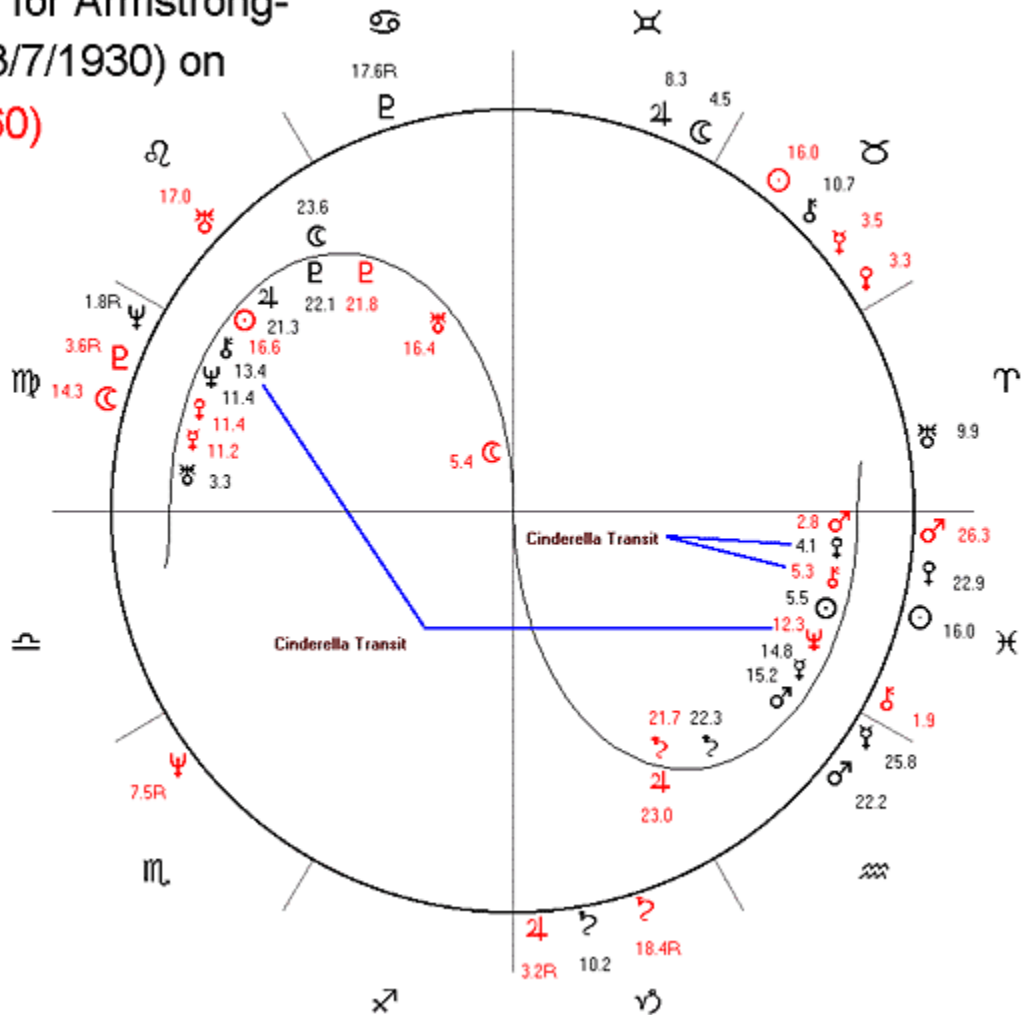 for Armstrong-
3/7/1930) on
60)
♋ ♊
17.6R
♇
8.3 4.5
♃ ☾
♌
16.0 ♉
☉ 10.7
17.0 ⚷ 3.5
♅ ☿ 3.3
23.6 ♀
☾
♇ ♇
22.1 21.8
1.8R ♆ ♃
☉ 21.3
♅
3.6R ♇ ⚷ 16.6 16.4
♆ 13.4
♍ 14.3 ☾ 11.4 ♈
♀ 11.4
☿ 11.2 ♅ 9.9
♅ 3.3 5.4 ☾
2.8 ♂ ♂ 26.3
Cinderella Transit 4.1 ♀
5.3 ⚷ ♀ 22.9
5.5 ☉
☉ 16.0
♎ Cinderella Transit 12.3 ♆ ♓
14.8 ☿
15.2 ♂
⚷ 1.9
21.7 22.3
♄ ♄ ☿ 25.8
♆ ♃ ♂ 22.2
7.5R 23.0
♏ ♒
♃ ♄ ♄
3.2R 10.2 18.4R
♐ ♑